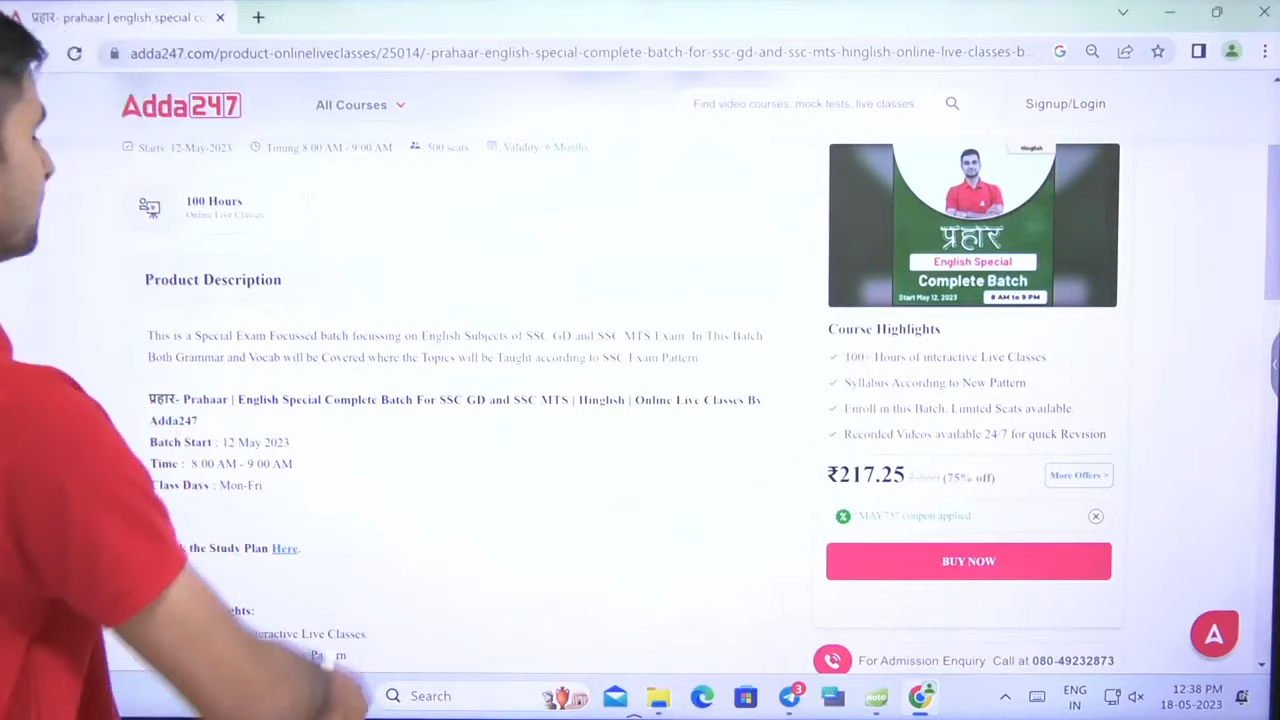 प्रहार- prahaar | english special cc
adda247.com/product-onlineliveclasses/25014/-prahaar-english-special-complete-batch-for-ssc-gd-and-ssc-mts-hinglish-online-live-classes-b...
Adda247
All Courses
Find video courses, mock tests, live classes
Signup/Login
Starts 12-May-2023
Timing 8:00 AM - 9:00 AM
500 seats
Validity 6 Months
100 Hours
Online Live Classes
Product Description
This is a Special Exam Focussed batch focussing on English Subjects of SSC GD and SSC MTS Exam. In This Batch
Both Grammar and Vocab will be Covered where the Topics will be Taught according to SSC Exam Pattern
प्रहार- Prahaar | English Special Complete Batch For SSC GD and SSC MTS | Hinglish | Online Live Classes By
Adda247
Batch Start : 12 May 2023
Time : 8:00 AM - 9:00 AM
Class Days : Mon-Fri
the Study Plan Here.
Live Classes.
Hinglish
प्रहार
English Special
Complete Batch
Start May 12, 2023
8 AM to 9 PM
Course Highlights
100+ Hours of interactive Live Classes
Syllabus According to New Pattern
Enroll in this Batch. Limited Seats available.
Recorded Videos available 24/7 for quick Revision.
₹217.25 (75% off)
More Offers >
"MAY75" coupon applied
BUY NOW
For Admission Enquiry Call at 080-49232873
Search
3
Note
ENG
IN
12:38 PM
18-05-2023